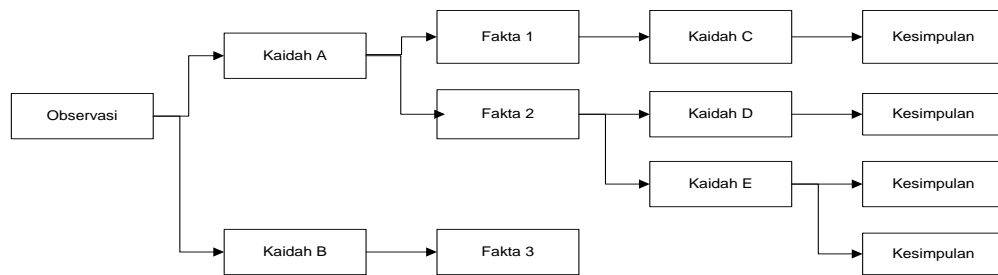 Fakta 1
Kaidah C
Kesimpulan
Kaidah A
Observasi
Fakta 2
Kaidah D
Kesimpulan
Kaidah E
Kesimpulan
Kaidah B
Fakta 3
Kesimpulan